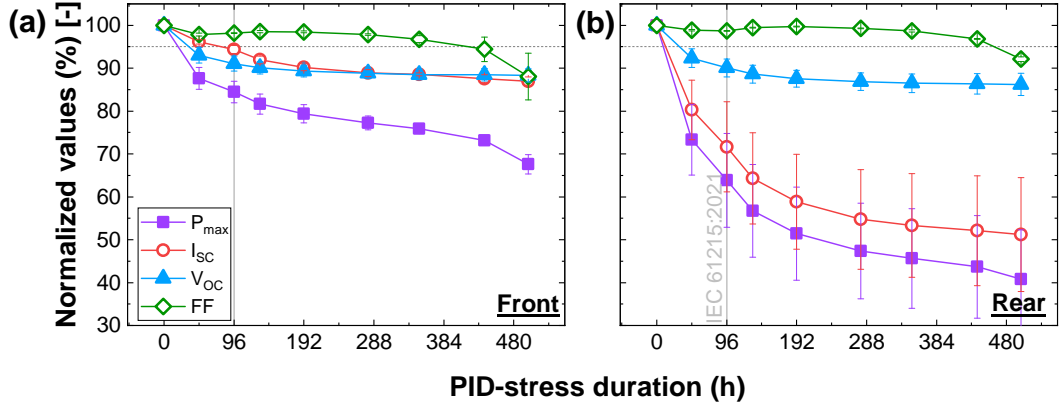 (a)
(b)
Normalized values (%) [-]
100
90
80
70
60
50
40
30
P_max
I_SC
V_OC
FF
Front
IEC 61215:2021
Rear
0 96 192 288 384 480
0 96 192 288 384 480
PID-stress duration (h)